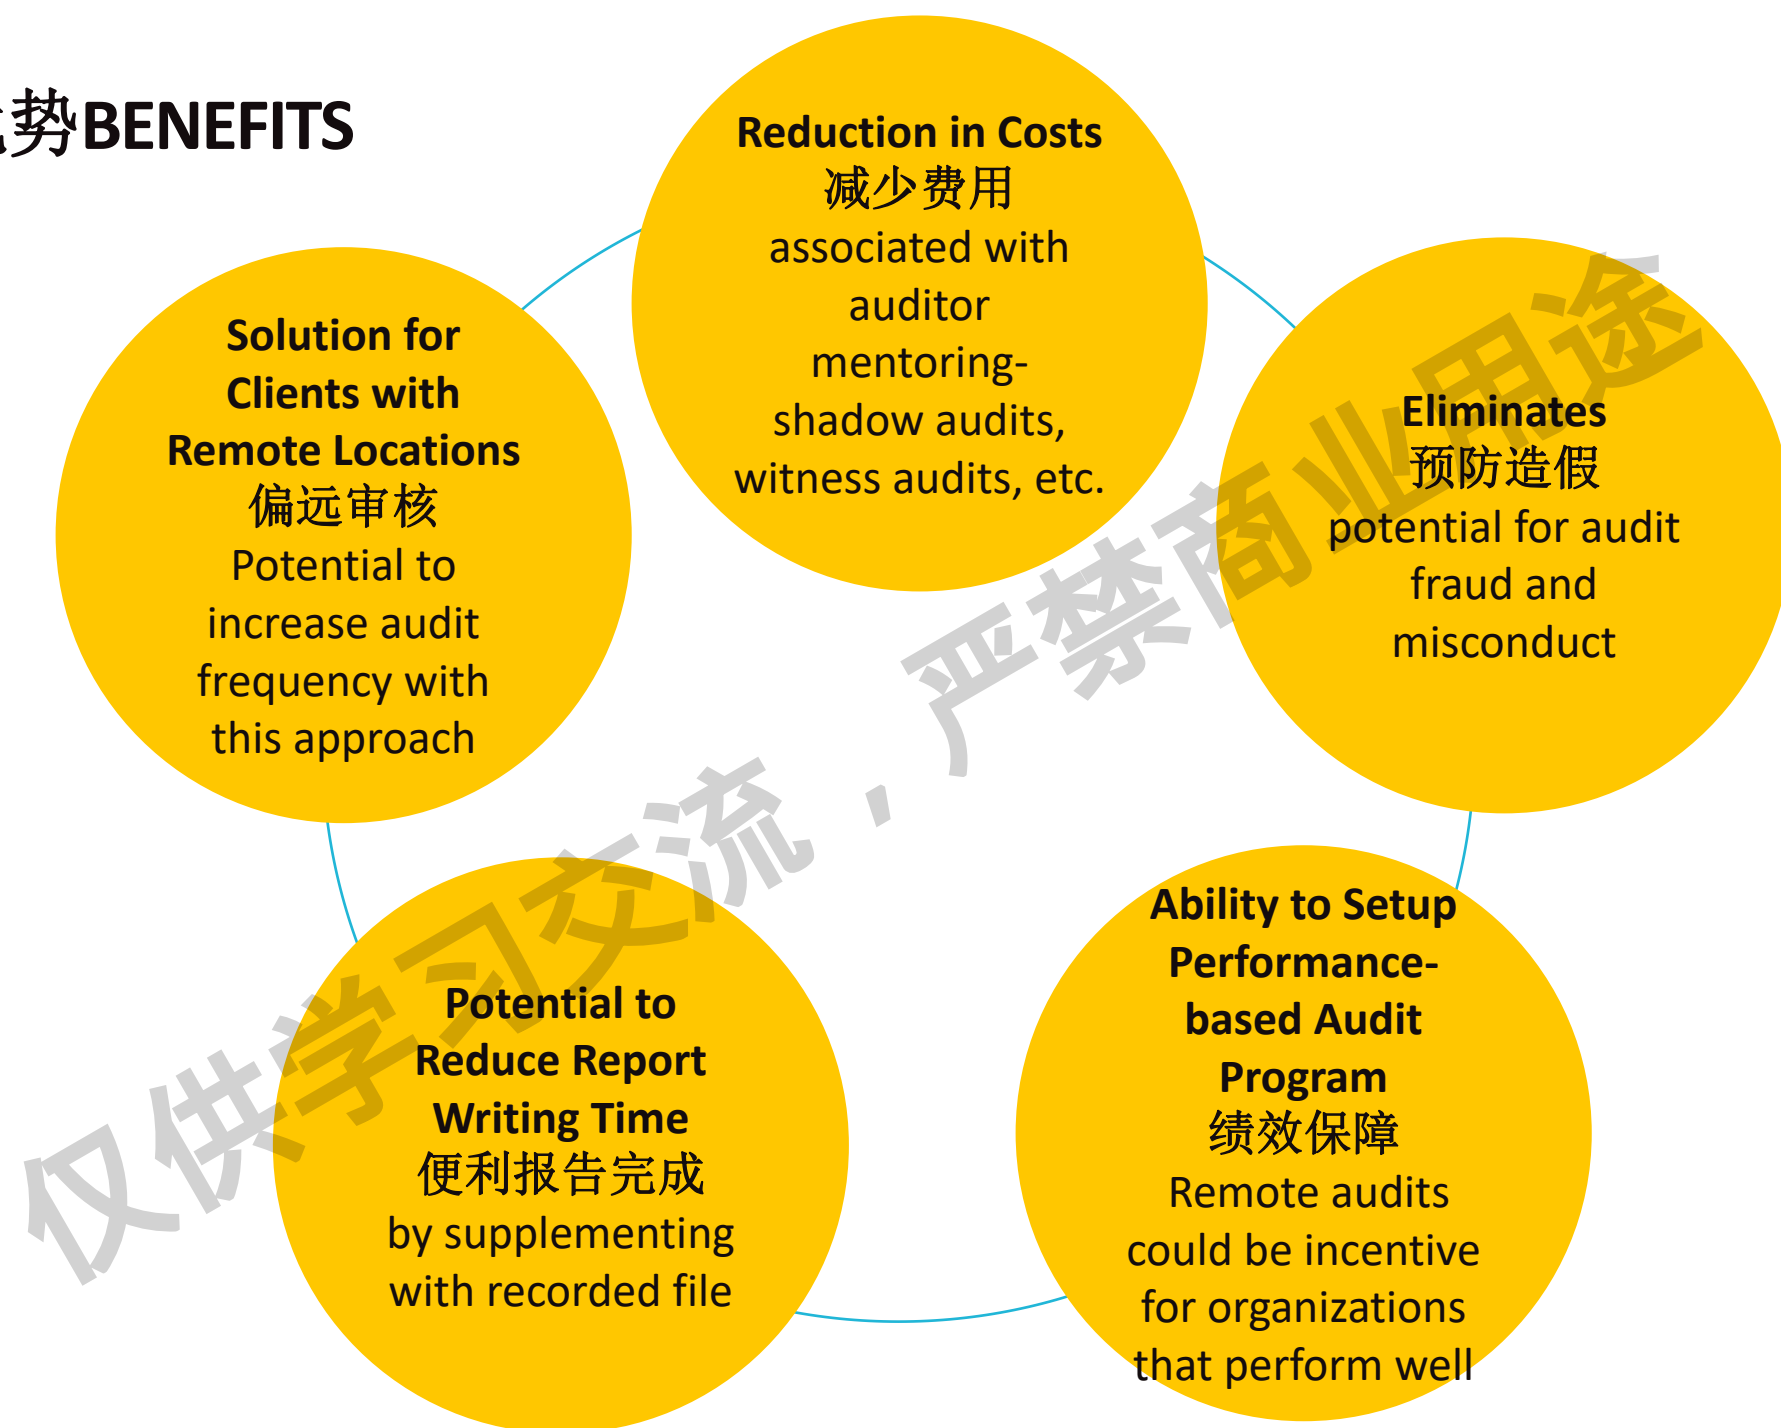 势BENEFITS
Reduction in Costs
减少费用
associated with
auditor
mentoring-
shadow audits,
witness audits, etc.
Eliminates
预防造假
potential for audit
fraud and
misconduct
Ability to Setup
Performance-
based Audit
Program
绩效保障
Remote audits
could be incentive
for organizations
that perform well
Potential to
Reduce Report
Writing Time
便利报告完成
by supplementing
with recorded file
Solution for
Clients with
Remote Locations
偏远审核
Potential to
increase audit
frequency with
this approach
仅供学习交流，严禁商业用途